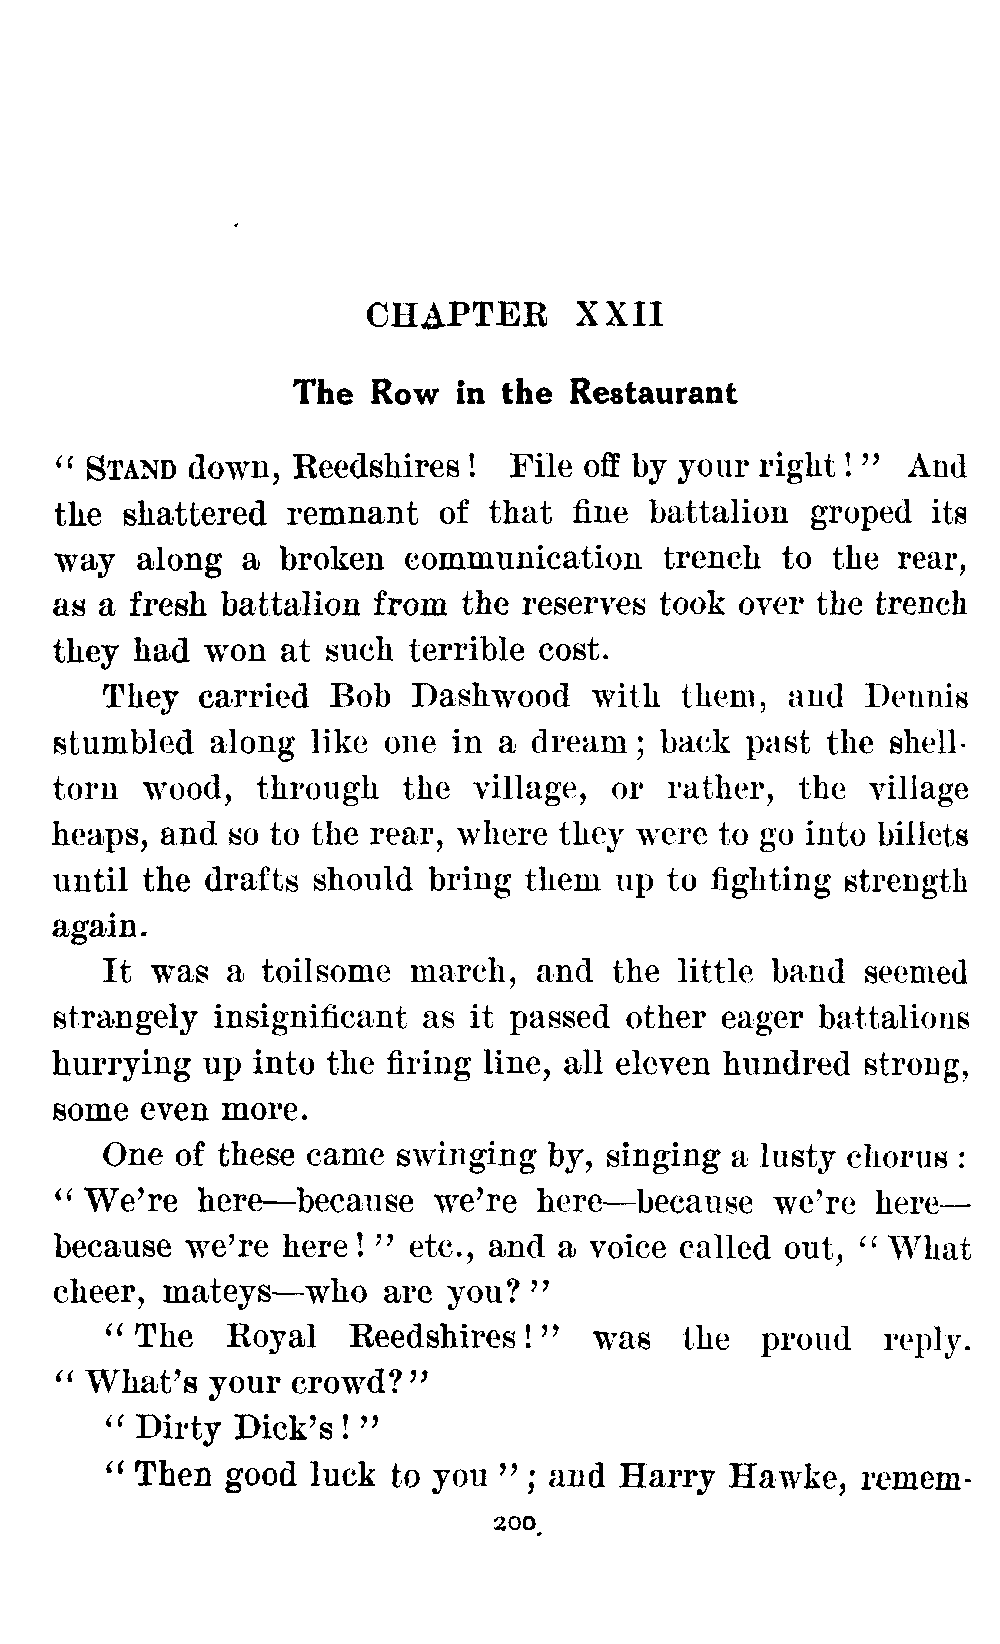 CHAPTER XXII
The Row in the Restaurant
“ STAND down, Reedshires ! File off by your right ! ” And
the shattered remnant of that fine battalion groped its
way along a broken communication trench to the rear,
as a fresh battalion from the reserves took over the trench
they had won at such terrible cost.
They carried Bob Dashwood with them, and Dennis
stumbled along like one in a dream ; back past the shell-
torn wood, through the village, or rather, the village
heaps, and so to the rear, where they were to go into billets
until the drafts should bring them up to fighting strength
again.
It was a toilsome march, and the little band seemed
strangely insignificant as it passed other eager battalions
hurrying up into the firing line, all eleven hundred strong,
some even more.
One of these came swinging by, singing a lusty chorus :
“ We’re here—because we’re here—because we’re here—
because we’re here ! ” etc., and a voice called out, “ What
cheer, mateys—who are you? ”
“ The Royal Reedshires ! ” was the proud reply.
“ What’s your crowd? ”
“ Dirty Dick’s ! ”
“ Then good luck to you ” ; and Harry Hawke, remem-
200